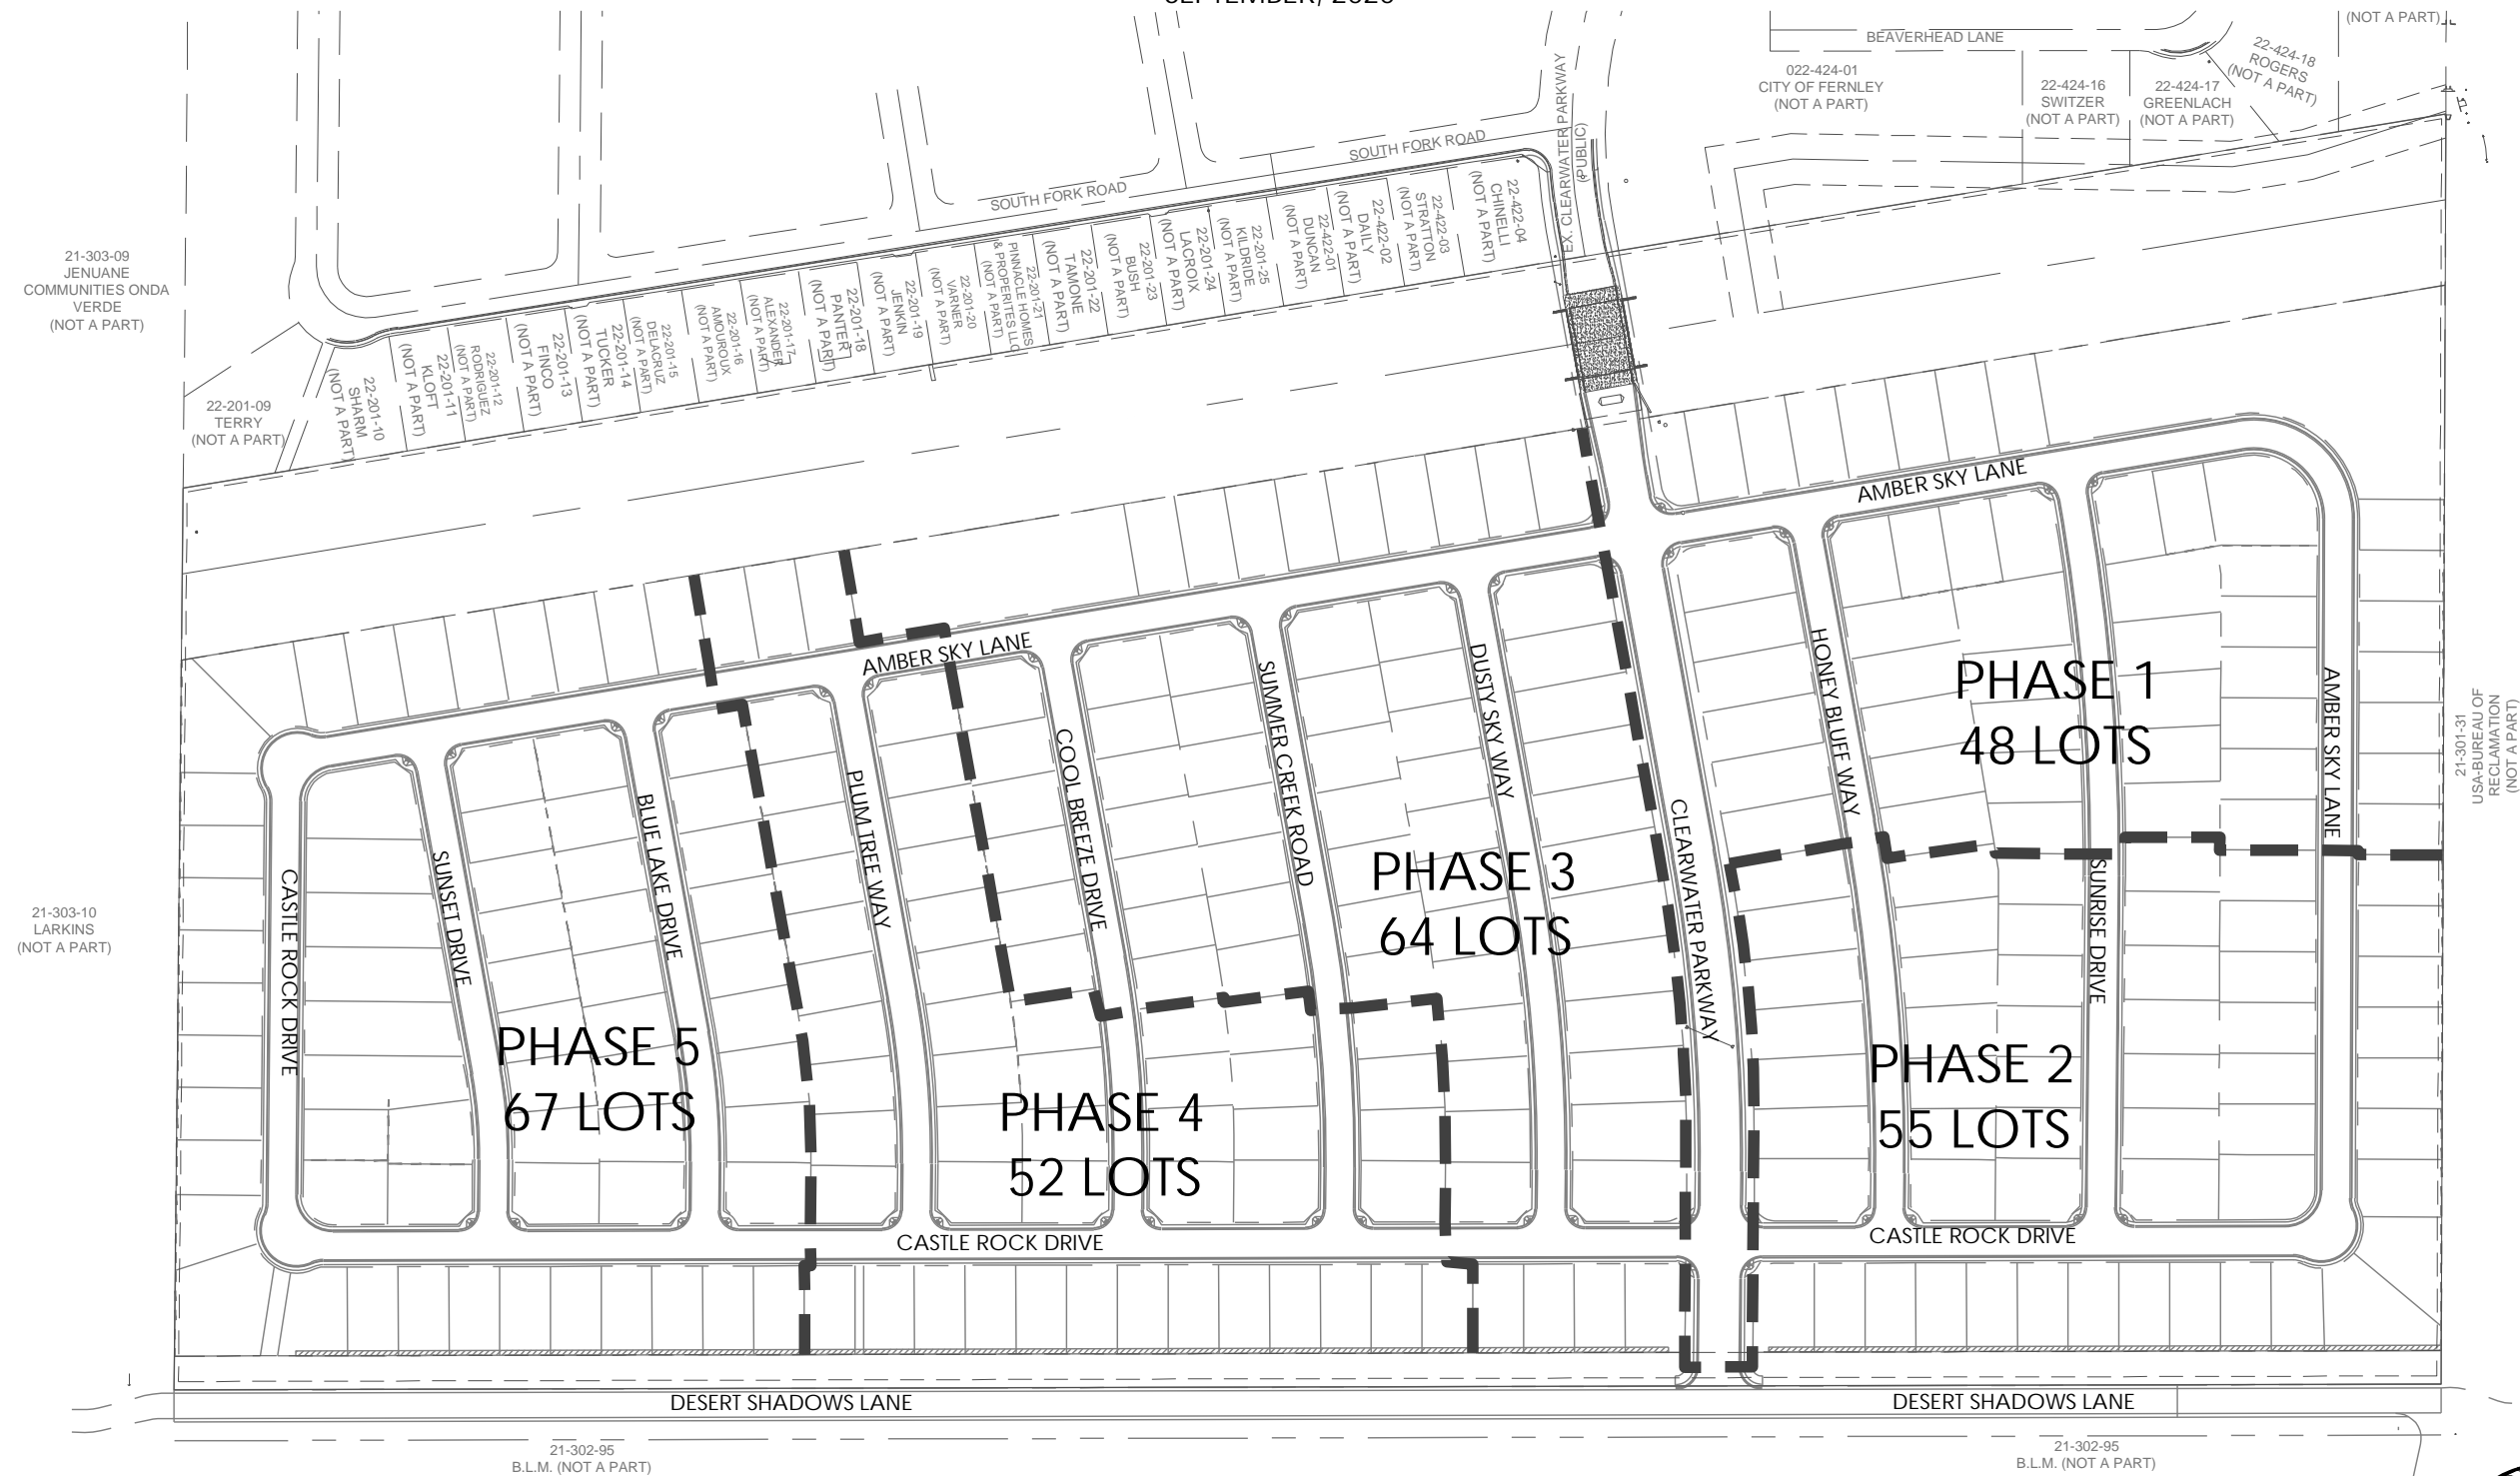 (NOT A PART)
BEAVERHEAD LANE
022-424-01
CITY OF FERNLEY
(NOT A PART)
22-424-16
SWITZER
(NOT A PART)
22-424-17
GREENLACH
(NOT A PART)
22-424-18
ROGERS
(NOT A PART)
EX. CLEARWATER PARKWAY
(PUBLIC)
SOUTH FORK ROAD
SOUTH FORK ROAD
21-303-09
JENUANE
COMMUNITIES ONDA
VERDE
(NOT A PART)
22-201-09
TERRY
(NOT A PART)
22-201-10
SHARM
(NOT A PART)
22-201-11
KLOFT
(NOT A PART)
22-201-12
RODRIGUEZ
(NOT A PART)
22-201-13
FINCO
(NOT A PART)
22-201-14
TUCKER
(NOT A PART)
22-201-15
DELACRUZ
(NOT A PART)
22-201-16
AMOUROUX
(NOT A PART)
22-201-17
ALEXANDER
(NOT A PART)
22-201-18
PANTER
(NOT A PART)
22-201-19
JENKIN
(NOT A PART)
22-201-20
VARNER
(NOT A PART)
22-201-21
PINNACLE HOMES
& PROPERITES LLC
(NOT A PART)
22-201-22
TAMONE
(NOT A PART)
22-201-23
BUSH
(NOT A PART)
22-201-24
LACROIX
(NOT A PART)
22-201-25
KILDRIDE
(NOT A PART)
22-422-01
DUNCAN
(NOT A PART)
22-422-02
DAILY
(NOT A PART)
22-422-03
STRATTON
(NOT A PART)
22-422-04
CHINELLI
(NOT A PART)
AMBER SKY LANE
AMBER SKY LANE
AMBER SKY LANE
PHASE 1
48 LOTS
21-301-31
USA-BUREAU OF
RECLAMATION
(NOT A PART)
HONEY BLUFF WAY
DUSTY SKY WAY
SUMMER CREEK ROAD
COOL BREEZE DRIVE
PLUM TREE WAY
BLUE LAKE DRIVE
SUNSET DRIVE
CASTLE ROCK DRIVE
CLEARWATER PARKWAY
SUNRISE DRIVE
PHASE 3
64 LOTS
21-303-10
LARKINS
(NOT A PART)
PHASE 5
67 LOTS
PHASE 4
52 LOTS
PHASE 2
55 LOTS
CASTLE ROCK DRIVE
CASTLE ROCK DRIVE
DESERT SHADOWS LANE
DESERT SHADOWS LANE
21-302-95
B.L.M. (NOT A PART)
21-302-95
B.L.M. (NOT A PART)